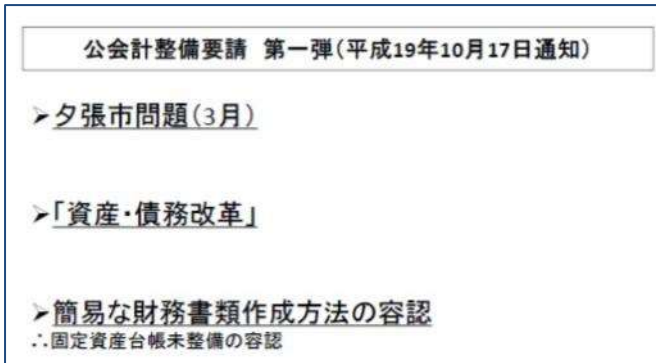 公会計整備要請 第一弾(平成19年10月17日通知)
➢夕張市問題(3月)
➢「資産・債務改革」
➢簡易な財務書類作成方法の容認
∴固定資産台帳未整備の容認